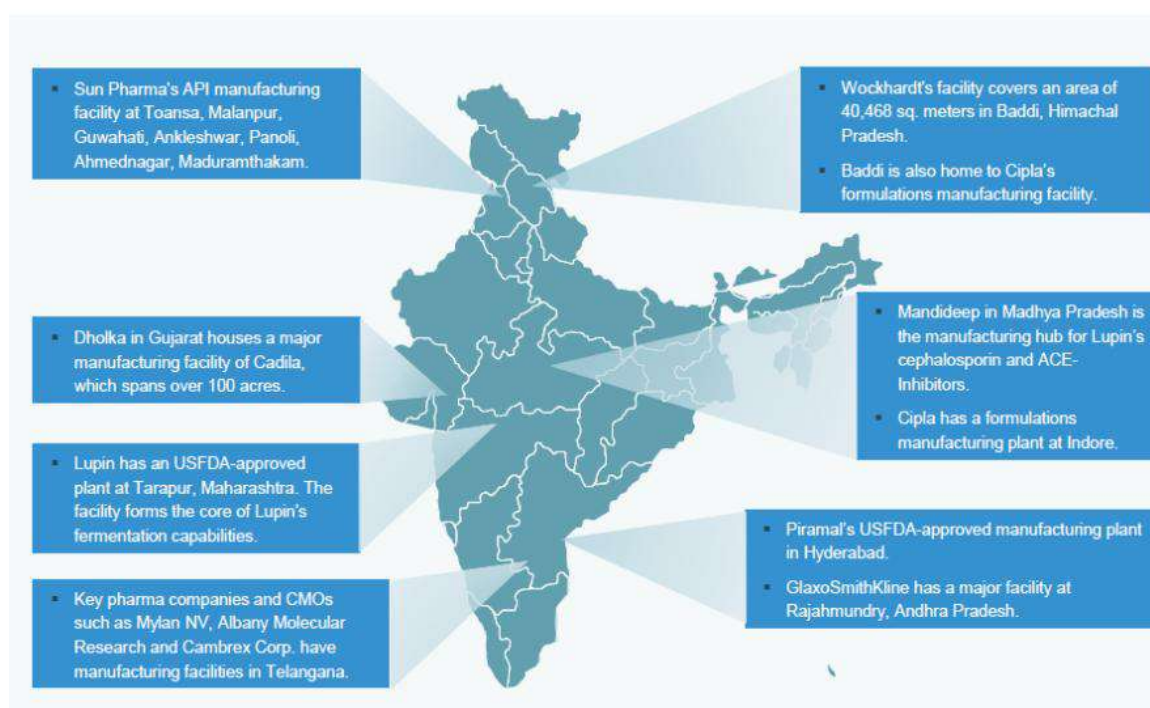 ▪ Sun Pharma's API manufacturing
facility at Toansa, Malanpur,
Guwahati, Ankleshwar, Panoli,
Ahmednagar, Maduramthakam.
▪ Wockhardt's facility covers an area of
40,468 sq. meters in Baddi, Himachal
Pradesh.
▪ Baddi is also home to Cipla's
formulations manufacturing facility.
▪ Dholka in Gujarat houses a major
manufacturing facility of Cadila,
which spans over 100 acres.
▪ Mandideep in Madhya Pradesh is
the manufacturing hub for Lupin's
cephalosporin and ACE-
Inhibitors.
▪ Cipla has a formulations
manufacturing plant at Indore.
▪ Lupin has an USFDA-approved
plant at Tarapur, Maharashtra. The
facility forms the core of Lupin's
fermentation capabilities.
▪ Piramal's USFDA-approved manufacturing plant
in Hyderabad.
▪ GlaxoSmithKline has a major facility at
Rajahmundry, Andhra Pradesh.
▪ Key pharma companies and CMOs
such as Mylan NV, Albany Molecular
Research and Cambrex Corp. have
manufacturing facilities in Telangana.